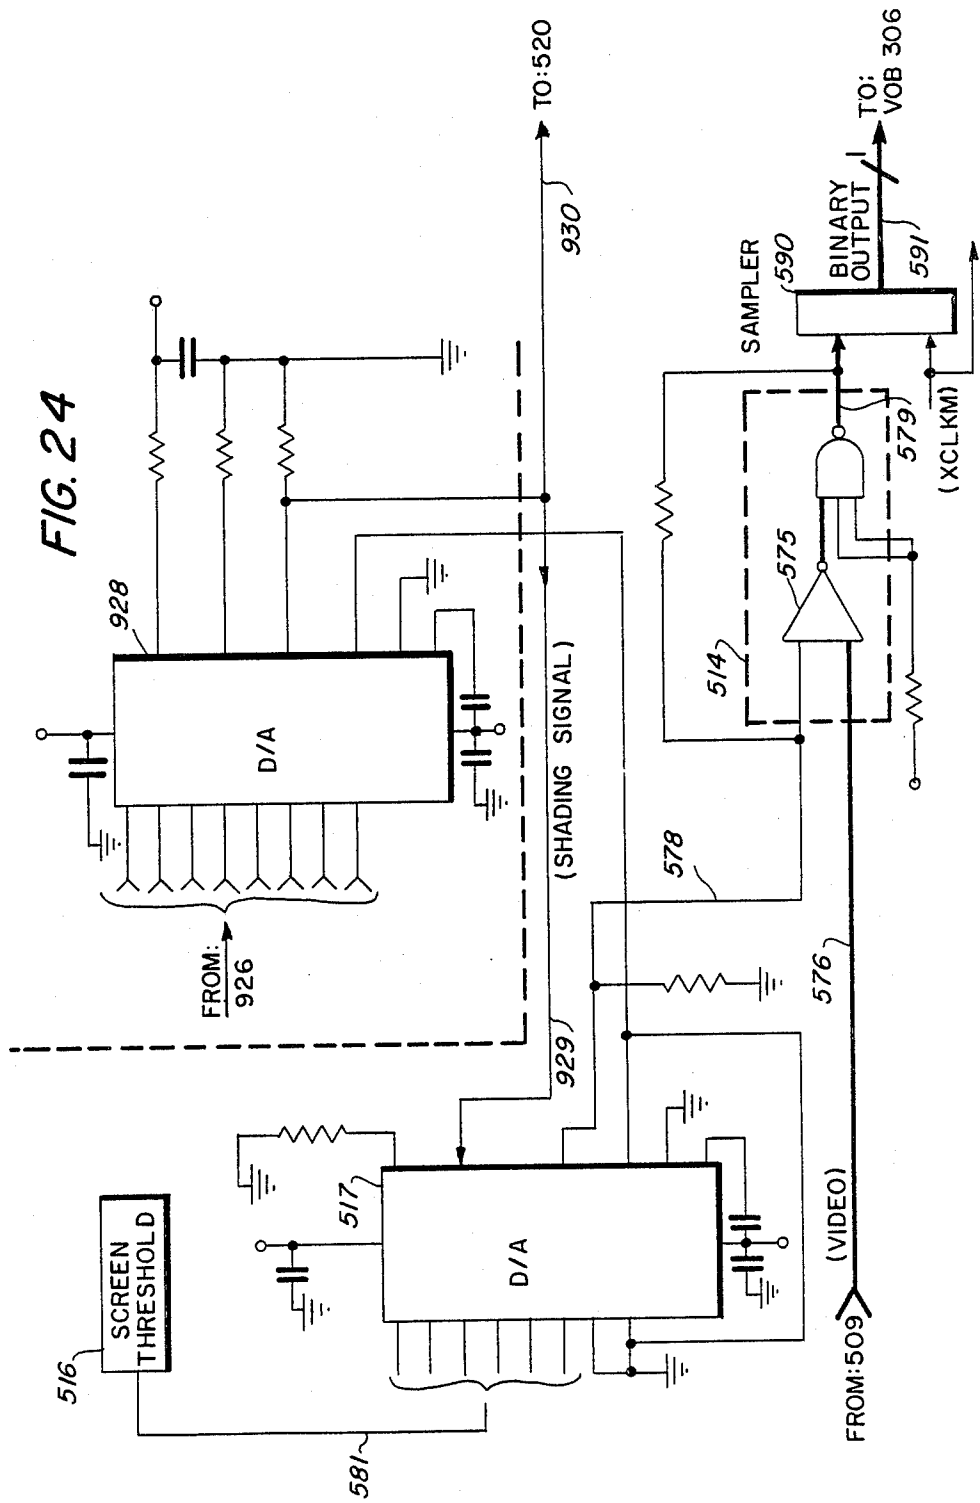 FIG. 24
928
D/A
FROM:
926
TO:520
930
(SHADING SIGNAL)
929
516
SCREEN
THRESHOLD
581
517
D/A
578
514
575
579
SAMPLER
590
BINARY
OUTPUT
1
591
TO:
VOB 306
(XCLKM)
576
(VIDEO)
FROM:509